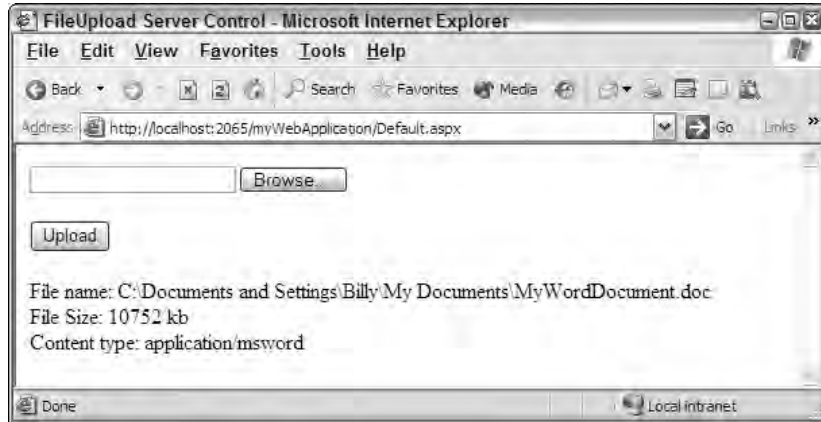 FileUpload Server Control - Microsoft Internet Explorer
File Edit View Favorites Tools Help
Back Search Favorites Media
Address http://localhost:2065/myWebApplication/Default.aspx Go Links »
Browse...
Upload
File name: C:\Documents and Settings\Billy\My Documents\MyWordDocument.doc
File Size: 10752 kb
Content type: application/msword
Done Local intranet